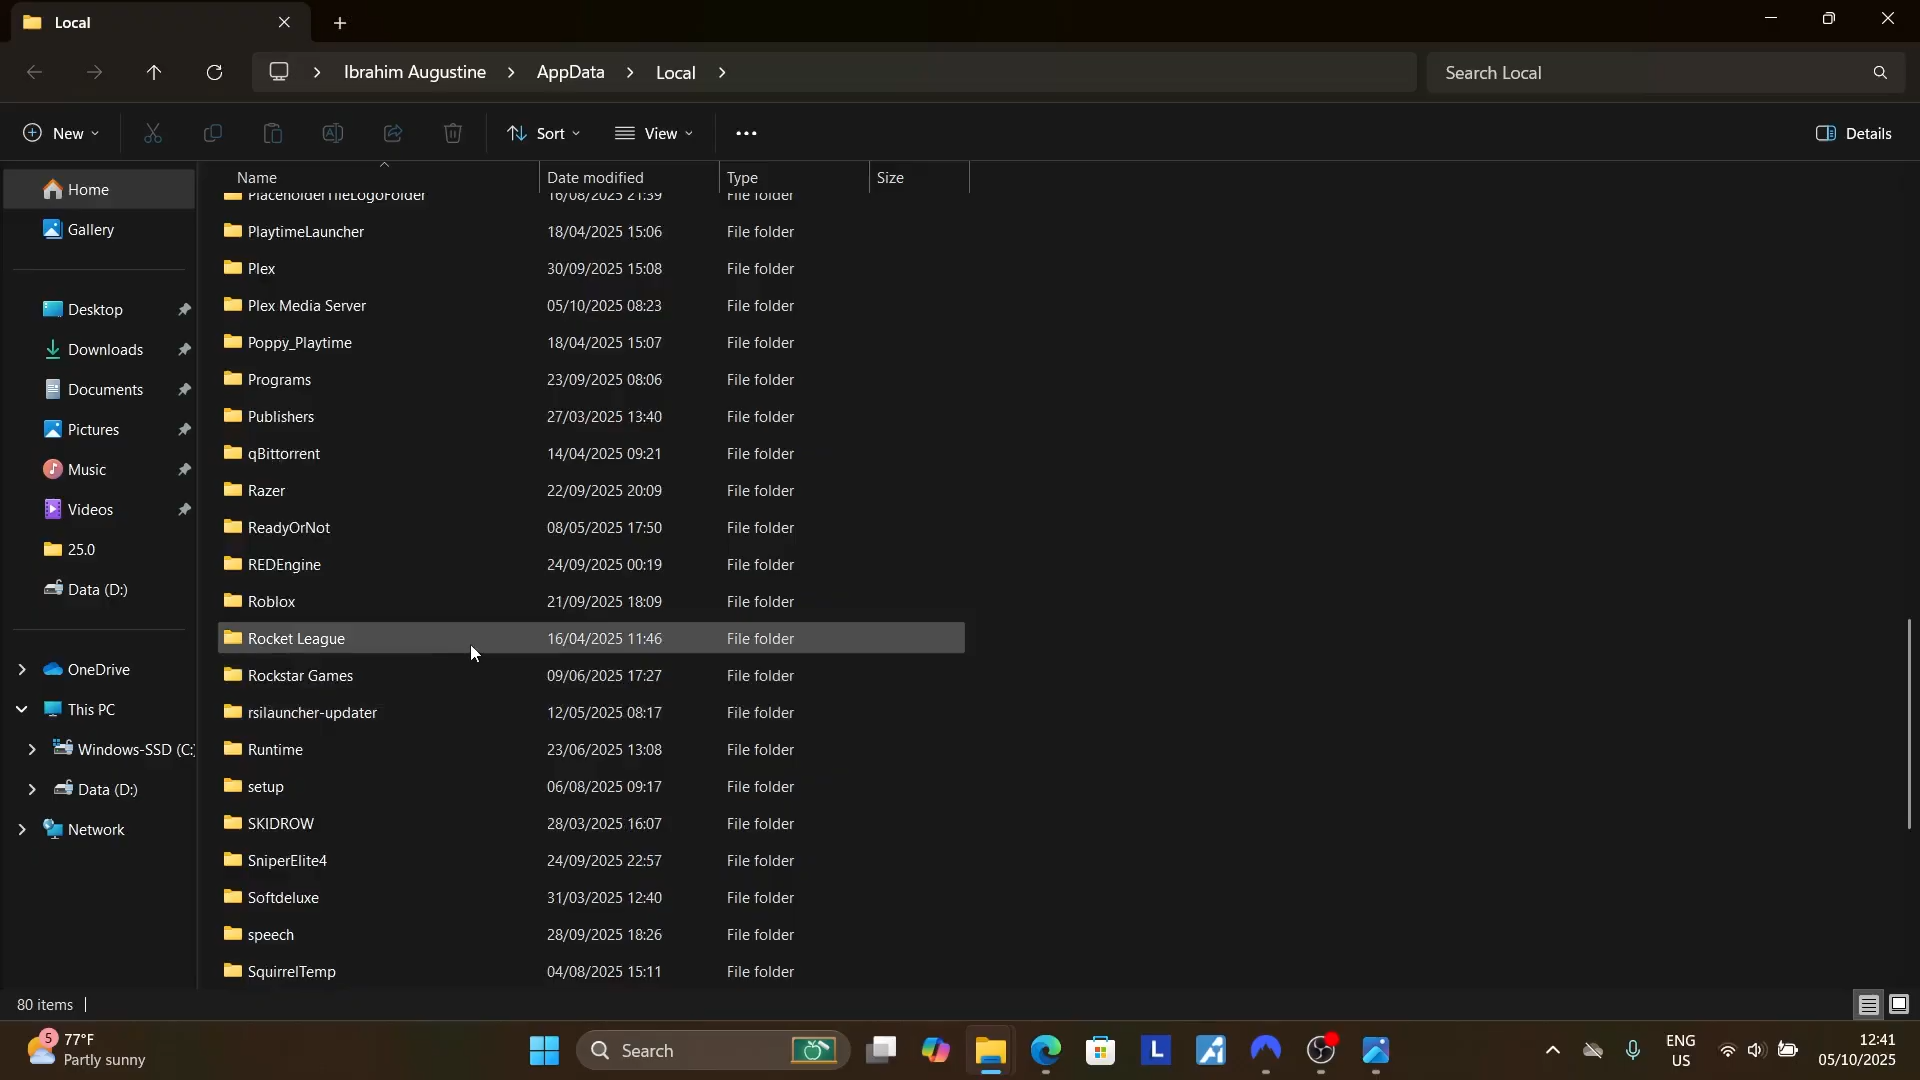 Local
Ibrahim Augustine > AppData > Local >
Search Local
New
Sort
View
Details
Name Date modified Type Size
Home
Gallery
Desktop
Downloads
Documents
Pictures
Music
Videos
25.0
Data (D:)
OneDrive
This PC
Windows-SSD (C:)
Data (D:)
Network
PlaceholderTileLogoFolder 16/08/2025 21:39 File folder
PlaytimeLauncher 18/04/2025 15:06 File folder
Plex 30/09/2025 15:08 File folder
Plex Media Server 05/10/2025 08:23 File folder
Poppy_Playtime 18/04/2025 15:07 File folder
Programs 23/09/2025 08:06 File folder
Publishers 27/03/2025 13:40 File folder
qBittorrent 14/04/2025 09:21 File folder
Razer 22/09/2025 20:09 File folder
ReadyOrNot 08/05/2025 17:50 File folder
REDEngine 24/09/2025 00:19 File folder
Roblox 21/09/2025 18:09 File folder
Rocket League 16/04/2025 11:46 File folder
Rockstar Games 09/06/2025 17:27 File folder
rsilauncher-updater 12/05/2025 08:17 File folder
Runtime 23/06/2025 13:08 File folder
setup 06/08/2025 09:17 File folder
SKIDROW 28/03/2025 16:07 File folder
SniperElite4 24/09/2025 22:57 File folder
Softdeluxe 31/03/2025 12:40 File folder
speech 28/09/2025 18:26 File folder
SquirrelTemp 04/08/2025 15:11 File folder
80 items
5
77°F
Partly sunny
Search
L
ENG
US
12:41
05/10/2025